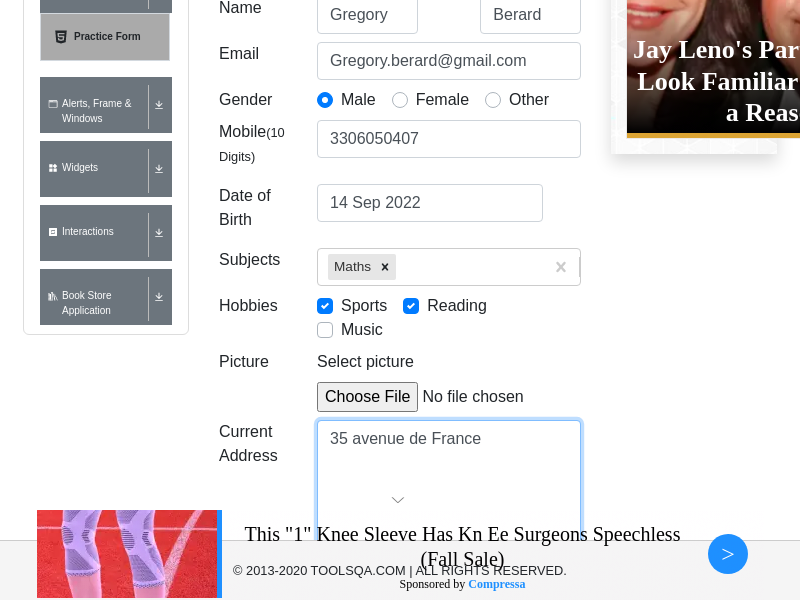 Name
Gregory
Berard
Practice Form
Email
Gregory.berard@gmail.com
Gender
Male
Female
Other
Mobile(10
Digits)
3306050407
Alerts, Frame &
Windows
Widgets
Interactions
Book Store
Application
Date of
Birth
14 Sep 2022
Subjects
Maths
Hobbies
Sports
Reading
Music
Picture
Select picture
Choose File No file chosen
Current
Address
35 avenue de France
Jay Leno's Par
Look Familiar
a Reas
This "1" Knee Sleeve Has Kn Ee Surgeons Speechless
(Fall Sale)
Sponsored by Compressa
© 2013-2020 TOOLSQA.COM | ALL RIGHTS RESERVED.
>